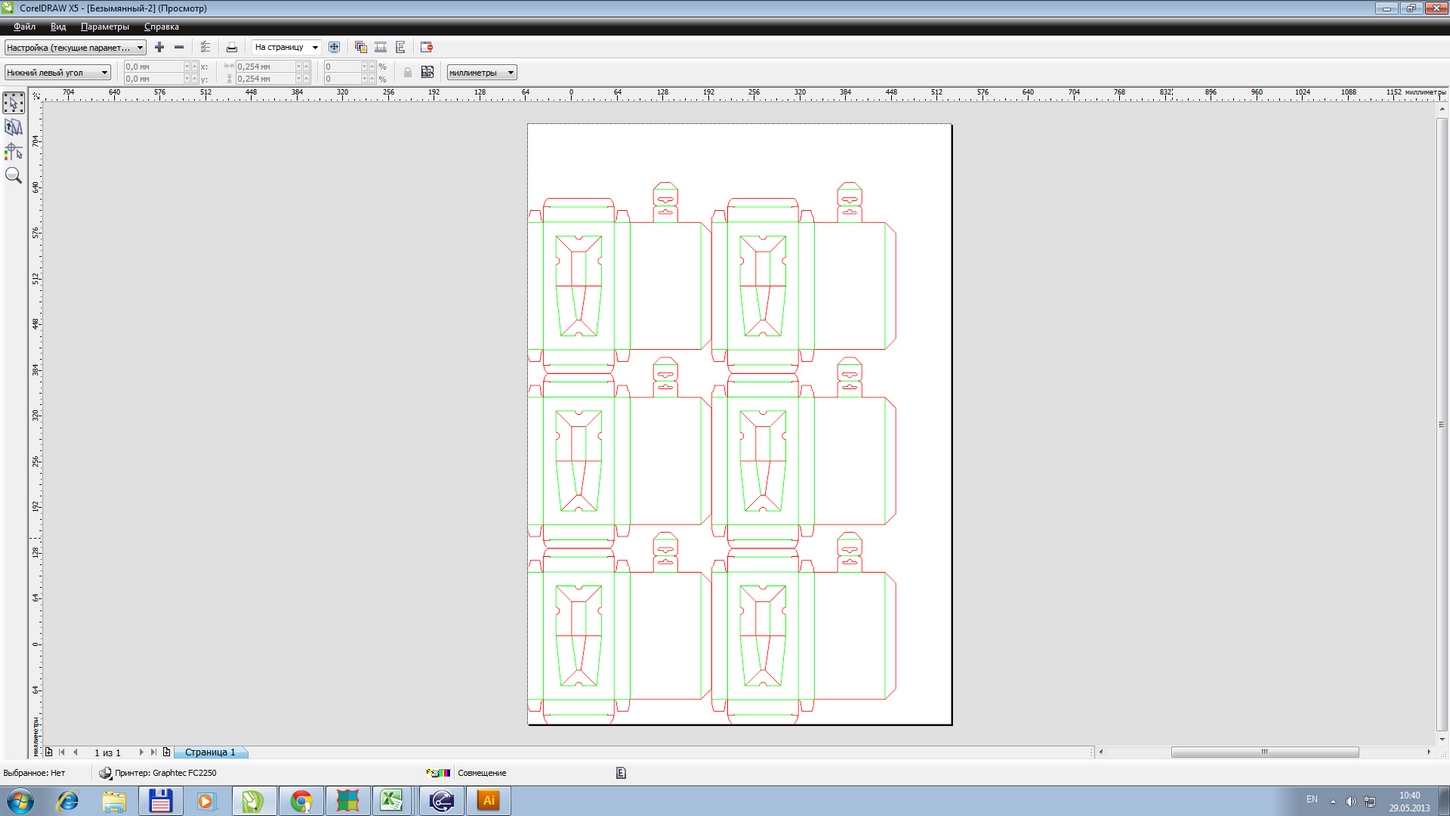 CorelDRAW X5 - [Безымянный-2] (Просмотр)
Файл Вид Параметры Справка
Настройка (текущие парамет... На страницу
Нижний левый угол 0,0 мм x: 0,254 мм 0 % миллиметры
0,0 мм y: 0,254 мм 0 %
704 640 576 512 448 384 320 256 192 128 64 0 64 128 192 256 320 384 448 512 576 640 704 768 832 896 960 1024 1088 1152 миллиметры
704
640
576
512
448
384
320
256
192
128
64
0
64
миллиметры
1 из 1 Страница 1
Выбранное: Нет Принтер: Graphtec FC2250 Совмещение
Ai EN 10:40
29.05.2013